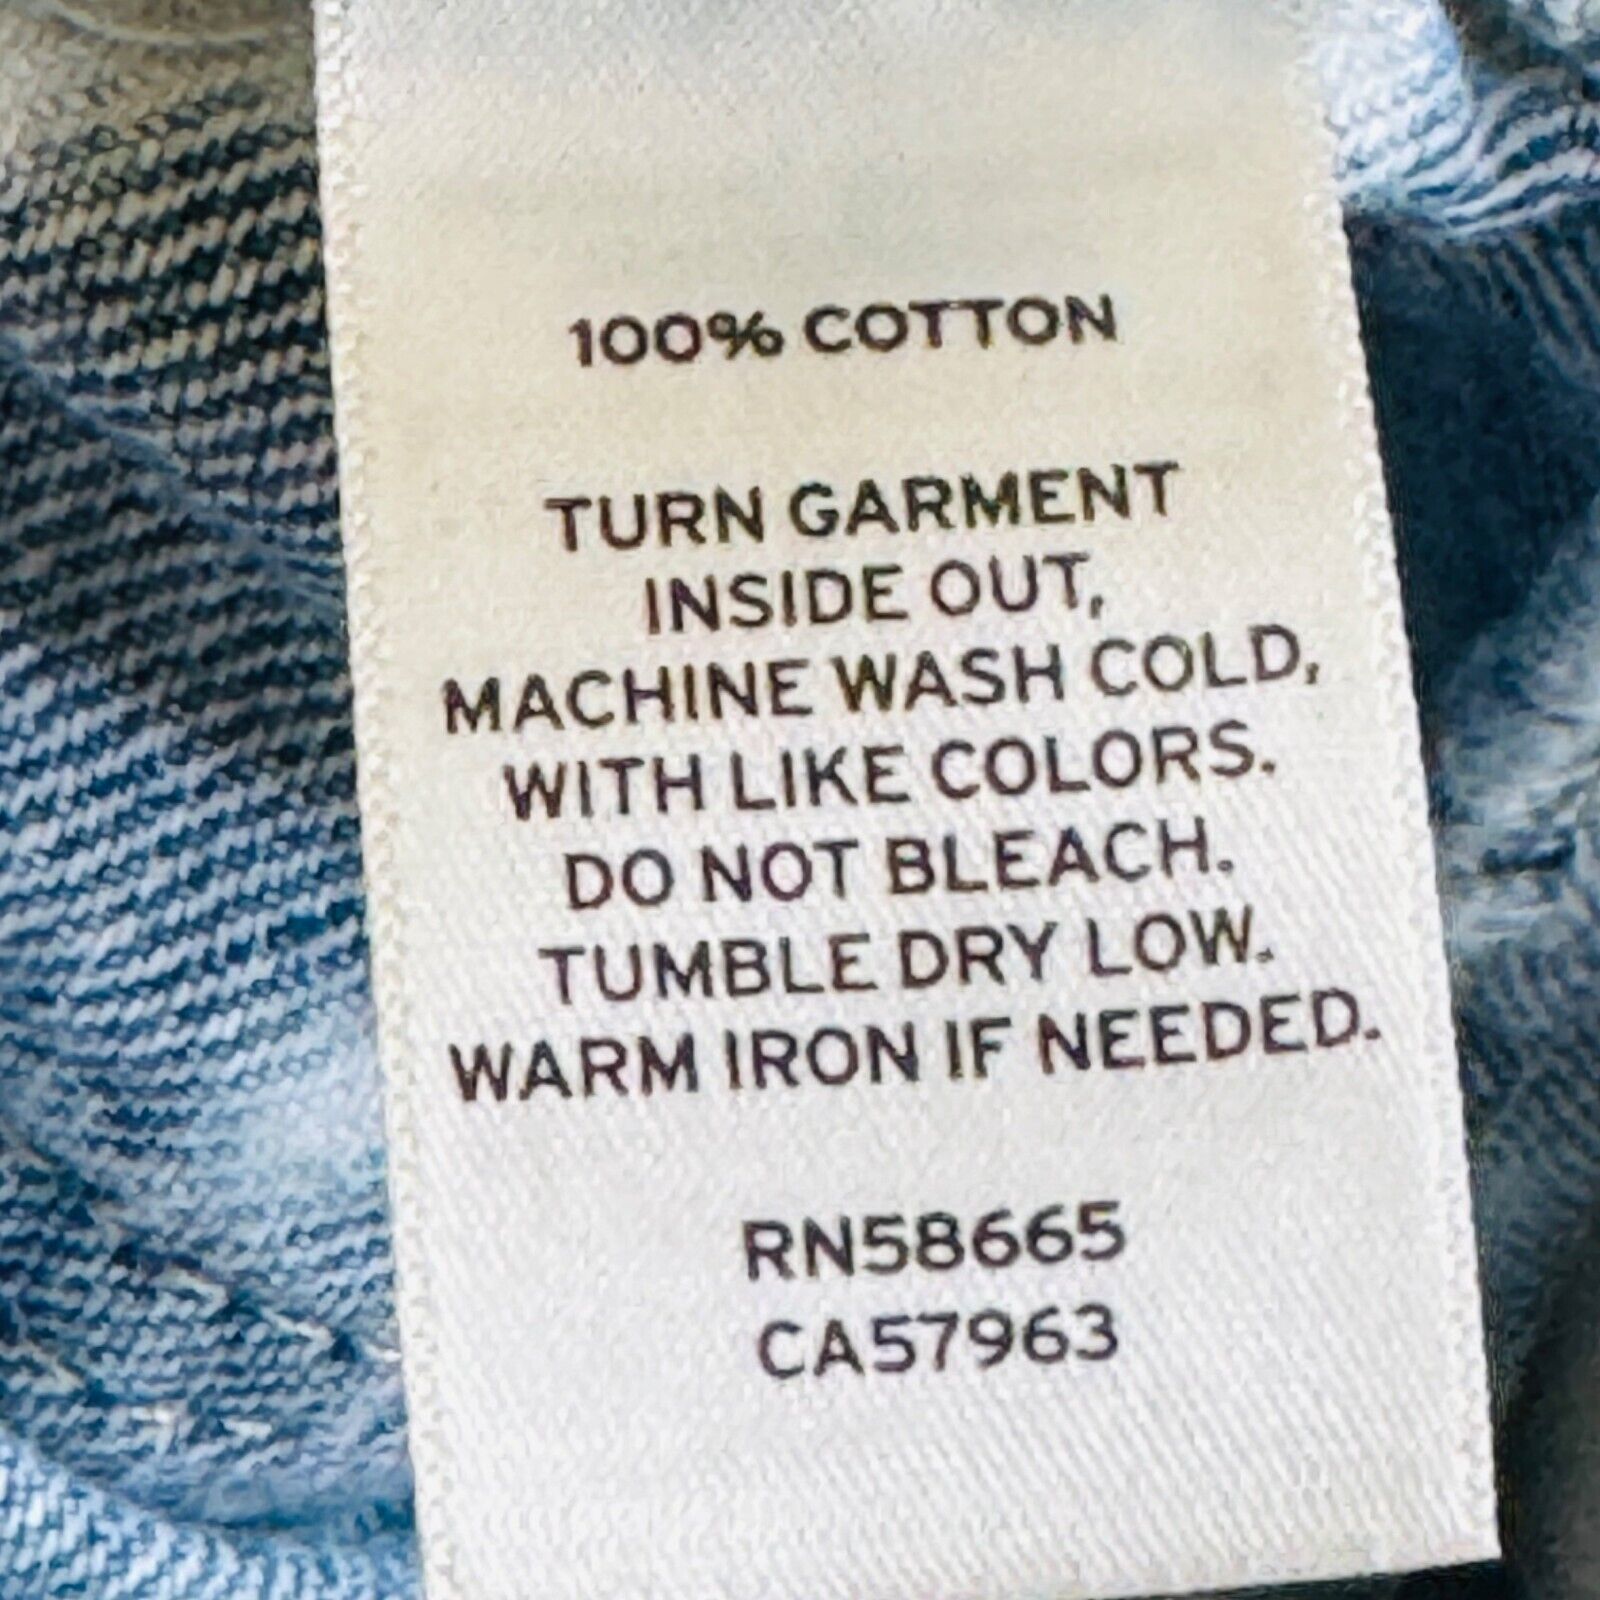 100% COTTON
TURN GARMENT
INSIDE OUT,
MACHINE WASH COLD,
WITH LIKE COLORS.
DO NOT BLEACH.
TUMBLE DRY LOW.
WARM IRON IF NEEDED.
RN58665
CA57963